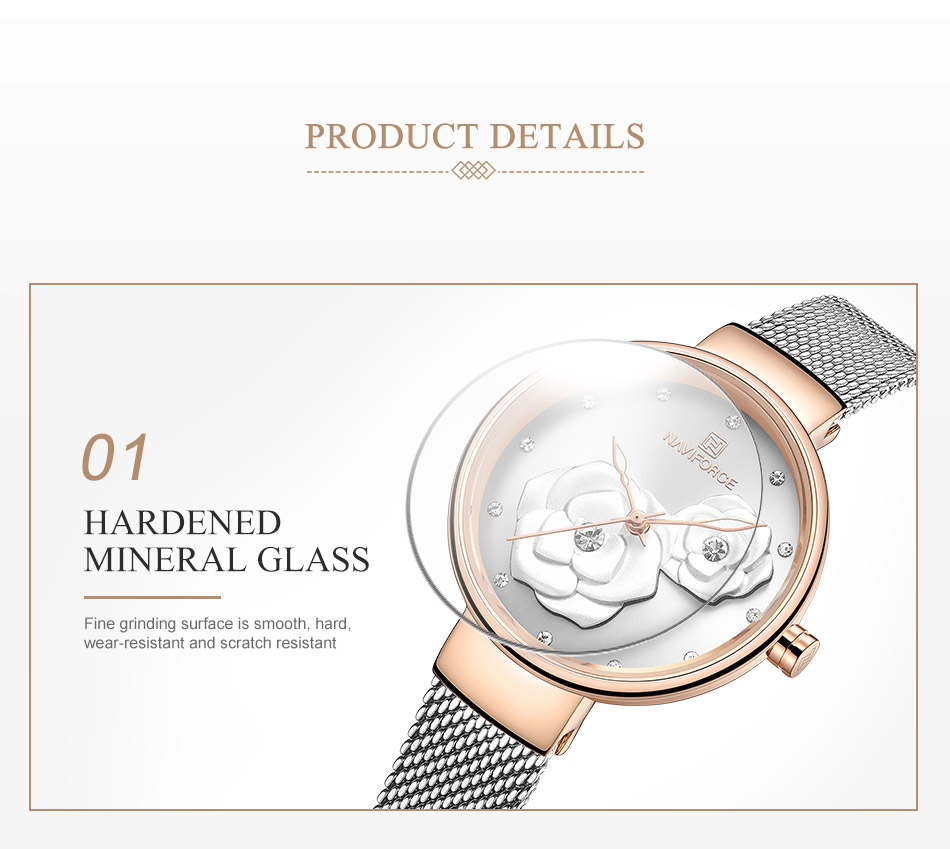 PRODUCT DETAILS
01
HARDENED
MINERAL GLASS
Fine grinding surface is smooth, hard,
wear-resistant and scratch resistant
NAVIFORCE